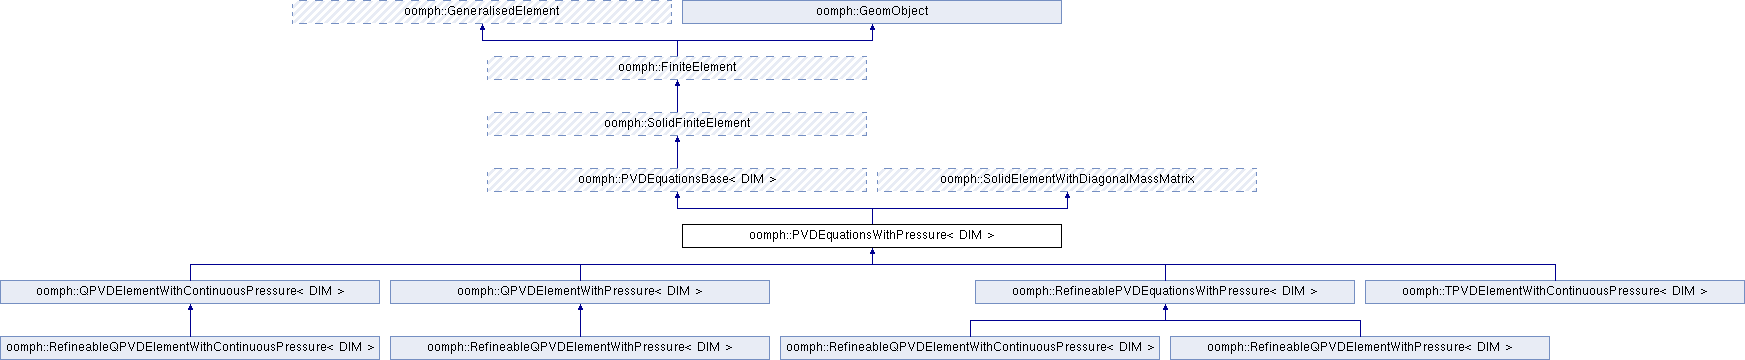 oomph::GeneralisedElement
oomph::GeomObject
oomph::FiniteElement
oomph::SolidFiniteElement
oomph::PVDEquationsBase< DIM >
oomph::SolidElementWithDiagonalMassMatrix
oomph::PVDEquationsWithPressure< DIM >
oomph::QPVDElementWithContinuousPressure< DIM >
oomph::QPVDElementWithPressure< DIM >
oomph::RefineablePVDEquationsWithPressure< DIM >
oomph::TPVDElementWithContinuousPressure< DIM >
oomph::RefineableQPVDElementWithContinuousPressure< DIM >
oomph::RefineableQPVDElementWithPressure< DIM >
oomph::RefineableQPVDElementWithContinuousPressure< DIM >
oomph::RefineableQPVDElementWithPressure< DIM >